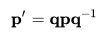 p′ = qpq⁻¹